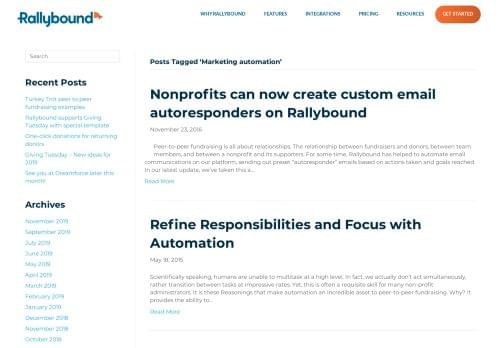 Rallybound
WHY RALLYBOUND
FEATURES
INTEGRATIONS
PRICING
RESOURCES
GET STARTED
Search
Recent Posts
Turkey Trot peer to peer
fundraising examples
Rallybound supports Giving
Tuesday with special template
One-click donations for returning
donors
Giving Tuesday – New ideas for
2019
See you at Dreamforce later this
month!
Archives
November 2019
September 2019
July 2019
June 2019
May 2019
April 2019
March 2019
February 2019
January 2019
December 2018
November 2018
October 2018
Posts Tagged ‘Marketing automation’
Nonprofits can now create custom email
autoresponders on Rallybound
November 23, 2016
Peer-to-peer fundraising is all about relationships. The relationship between fundraisers and donors, between team
members, and between a nonprofit and its supporters. For some time, Rallybound has helped to automate email
communications on our platform, sending out preset “autoresponder” emails based on actions taken and goals reached.
In our latest update, we've taken this a…
Read More
Refine Responsibilities and Focus with
Automation
May 18, 2015
Scientifically speaking, humans are unable to multitask at a high level. In fact, we actually don't act simultaneously,
rather transition between tasks at impressive rates. Yet, this is often a requisite skill for many non-profit
administrators. It is these Reasonings that make automation an incredible asset to peer-to-peer fundraising. Why? It
provides the ability to…
Read More